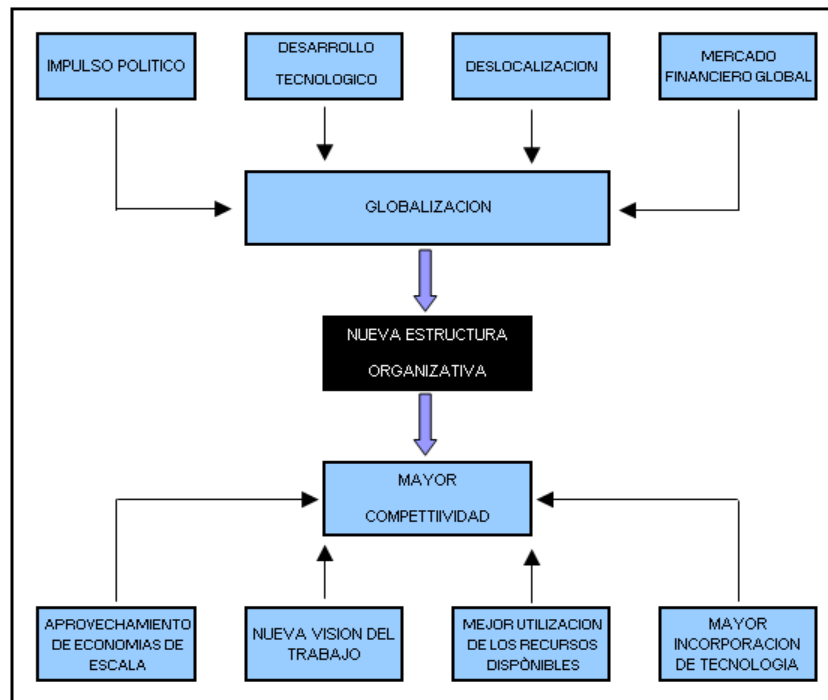 IMPULSO POLITICO
DESARROLLO
TECNOLOGICO
DESLOCALIZACION
MERCADO
FINANCIERO GLOBAL
GLOBALIZACION
NUEVA ESTRUCTURA
ORGANIZATIVA
MAYOR
COMPETTIIVIDAD
APROVECHAMIENTO
DE ECONOMIAS DE
ESCALA
NUEVA VISION DEL
TRABAJO
MEJOR UTILIZACION
DE LOS RECURSOS
DISPÒNIBLES
MAYOR
INCORPORACION
DE TECNOLOGIA